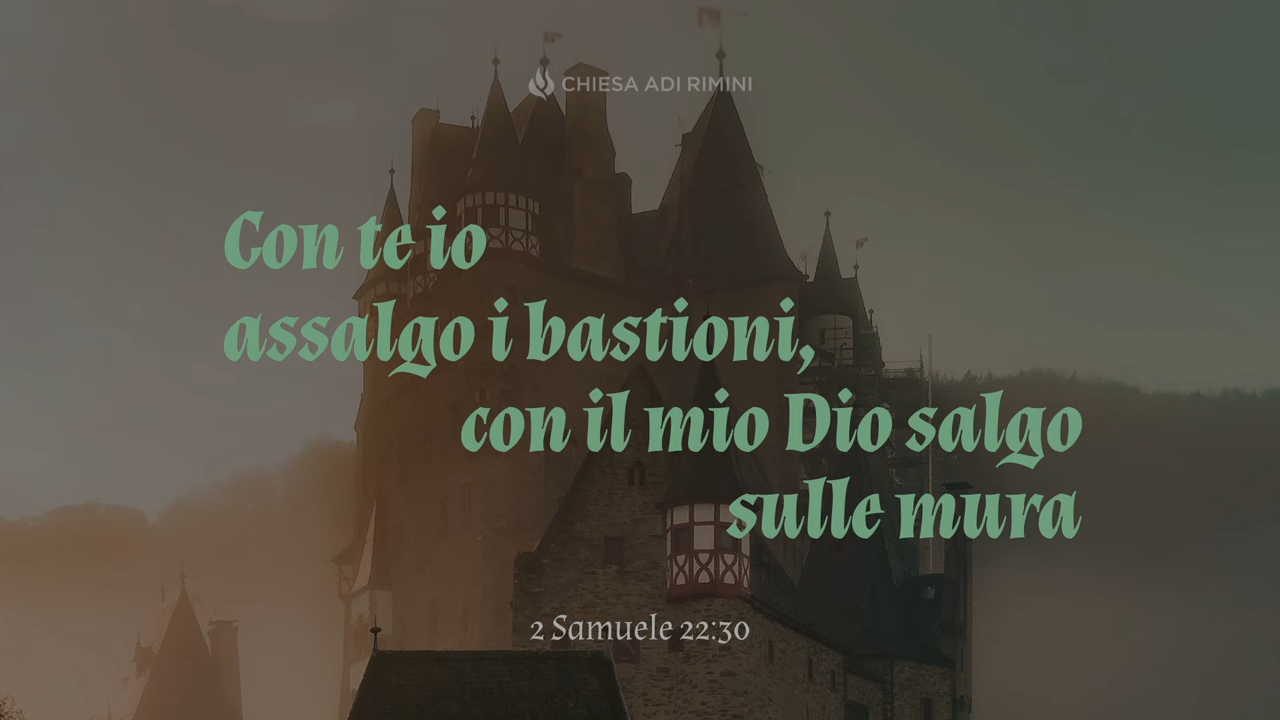 CHIESA ADI RIMINI
Con te io
assalgo i bastioni,
con il mio Dio salgo
sulle mura
2 Samuele 22:30